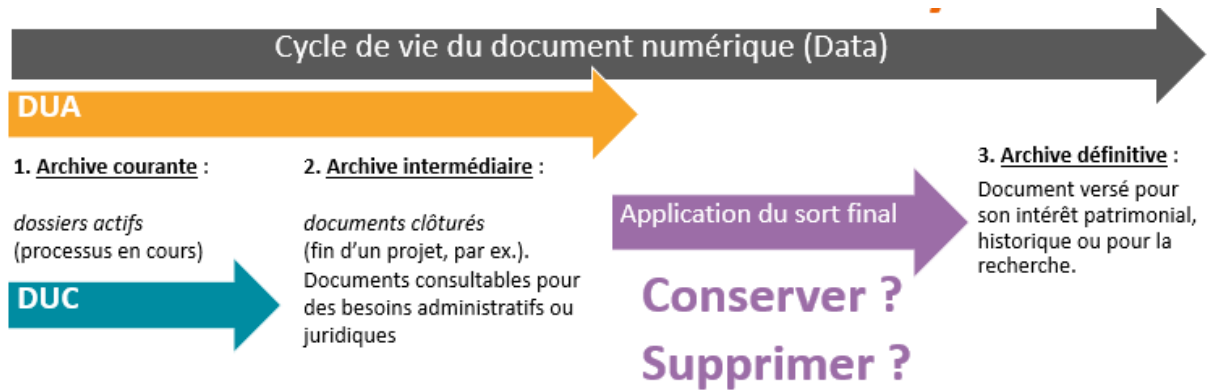 Cycle de vie du document numérique (Data)
DUA
1. Archive courante :
dossiers actifs
(processus en cours)
DUC
2. Archive intermédiaire :
documents clôturés
(fin d'un projet, par ex.).
Documents consultables pour
des besoins administratifs ou
juridiques
Application du sort final
Conserver ?
Supprimer ?
3. Archive définitive :
Document versé pour
son intérêt patrimonial,
historique ou pour la
recherche.